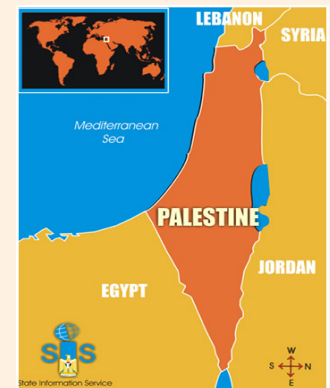 LEBANON
SYRIA
Mediterranean
Sea
PALESTINE
JORDAN
EGYPT
W
S N
E
SIS
State Information Service